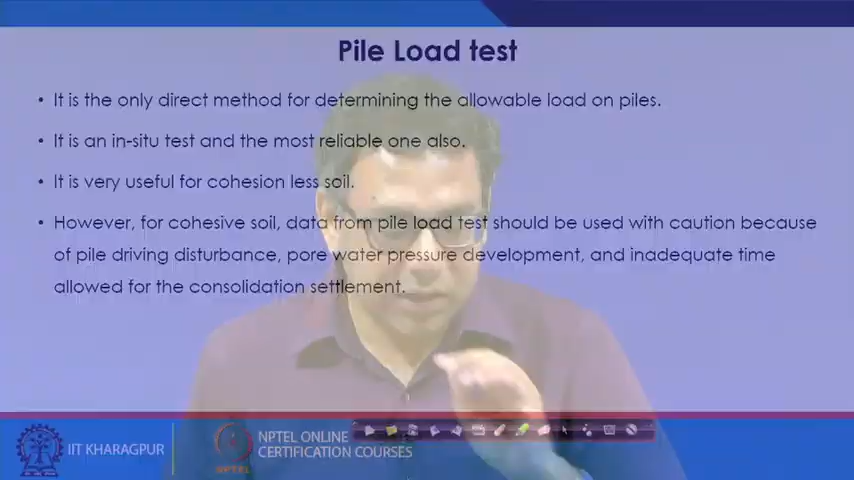 Pile Load test
• It is the only direct method for determining the allowable load on piles.
• It is an in-situ test and the most reliable one also.
• It is very useful for cohesion less soil.
• However, for cohesive soil, data from pile load test should be used with caution because
of pile driving disturbance, pore water pressure development, and inadequate time
allowed for the consolidation settlement.
IIT KHARAGPUR
NPTEL
NPTEL ONLINE
CERTIFICATION COURSES